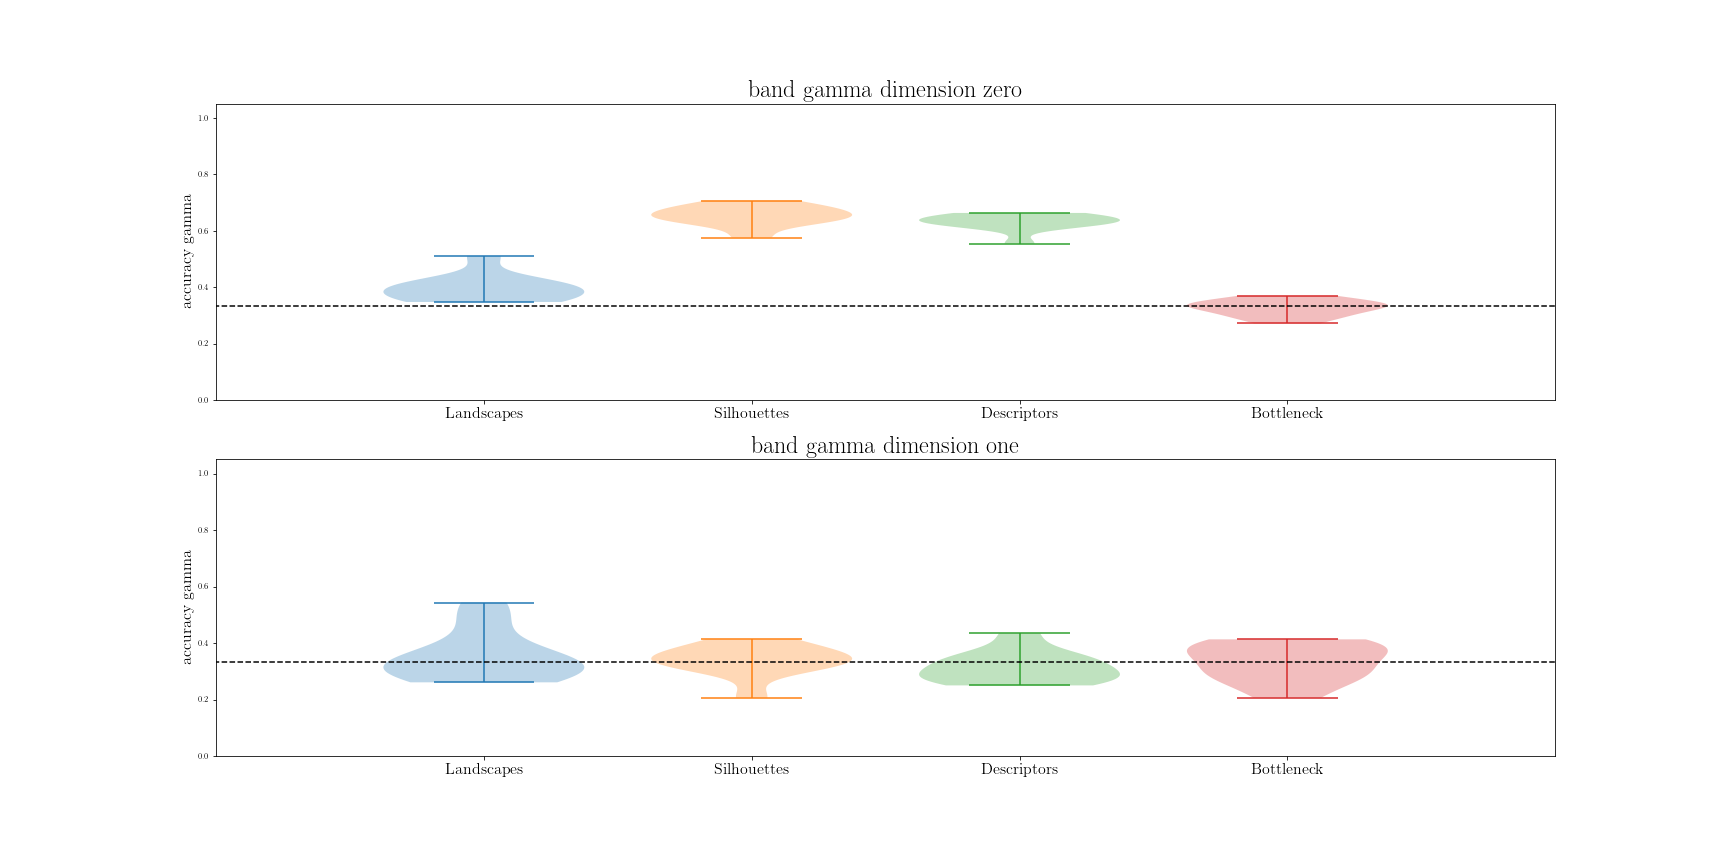 band gamma dimension zero
accuracy gamma
1.0
0.8
0.6
0.4
0.2
0.0
Landscapes Silhouettes Descriptors Bottleneck
band gamma dimension one
accuracy gamma
1.0
0.8
0.6
0.4
0.2
0.0
Landscapes Silhouettes Descriptors Bottleneck